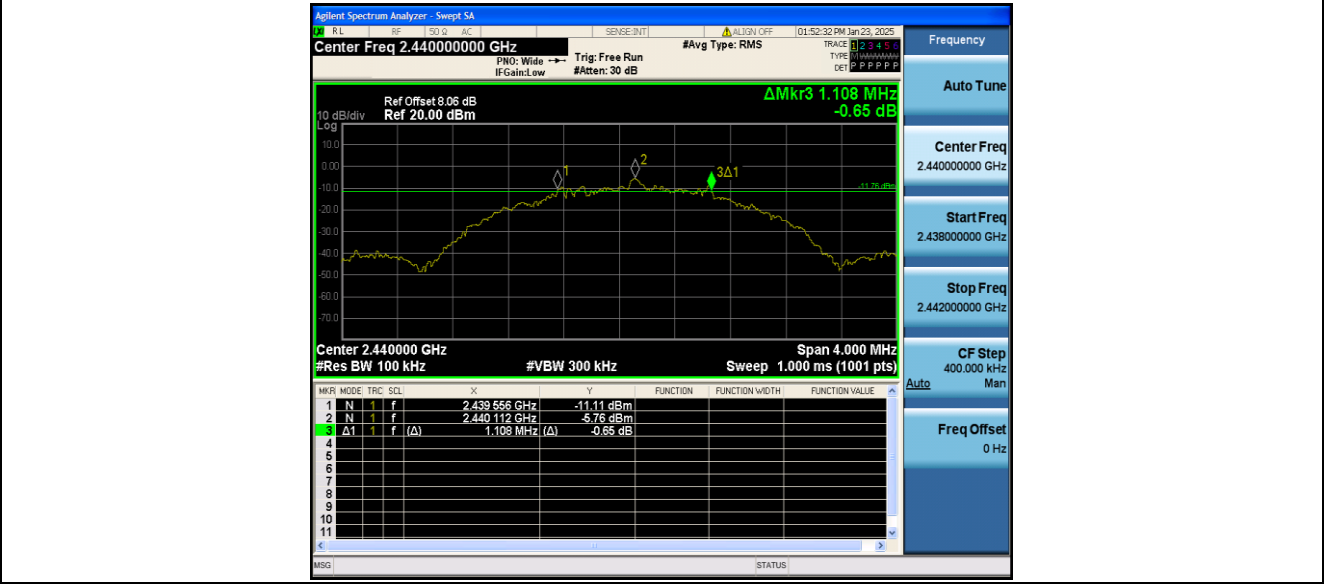 Agilent Spectrum Analyzer - Swept SA
RL RF 50 Ω AC SENSE:INT ALIGN OFF 01:52:32 PM Jan 23, 2025
Center Freq 2.440000000 GHz
#Avg Type: RMS
TRACE 1 2 3 4 5 6
PNO: Wide
Trig: Free Run
TYPE M
IFGain:Low
#Atten: 30 dB
DET P P P P P P
ΔMkr3 1.108 MHz
-0.65 dB
Ref Offset 8.06 dB
10 dB/div Ref 20.00 dBm
Log
10.0
0.00
-10.0
-20.0
-30.0
-40.0
-50.0
-60.0
-70.0
1
2
3Δ1
-11.76 dBm
Center 2.440000 GHz Span 4.000 MHz
#Res BW 100 kHz #VBW 300 kHz Sweep 1.000 ms (1001 pts)
MKR MODE TRC SCL X Y FUNCTION FUNCTION WIDTH FUNCTION VALUE
1 N 1 f 2.439 556 GHz -11.11 dBm
2 N 1 f 2.440 112 GHz -5.76 dBm
3 Δ1 1 f (Δ) 1.108 MHz (Δ) -0.65 dB
4
5
6
7
8
9
10
11
MSG STATUS
Frequency
Auto Tune
Center Freq
2.440000000 GHz
Start Freq
2.438000000 GHz
Stop Freq
2.442000000 GHz
CF Step
400.000 kHz
Auto Man
Freq Offset
0 Hz